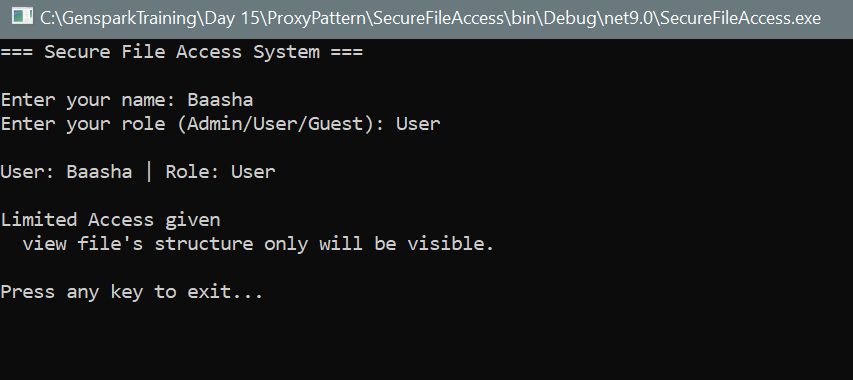 C:\GensparkTraining\Day 15\ProxyPattern\SecureFileAccess\bin\Debug\net9.0\SecureFileAccess.exe
=== Secure File Access System ===
Enter your name: Baasha
Enter your role (Admin/User/Guest): User
User: Baasha | Role: User
Limited Access given
  view file's structure only will be visible.
Press any key to exit...